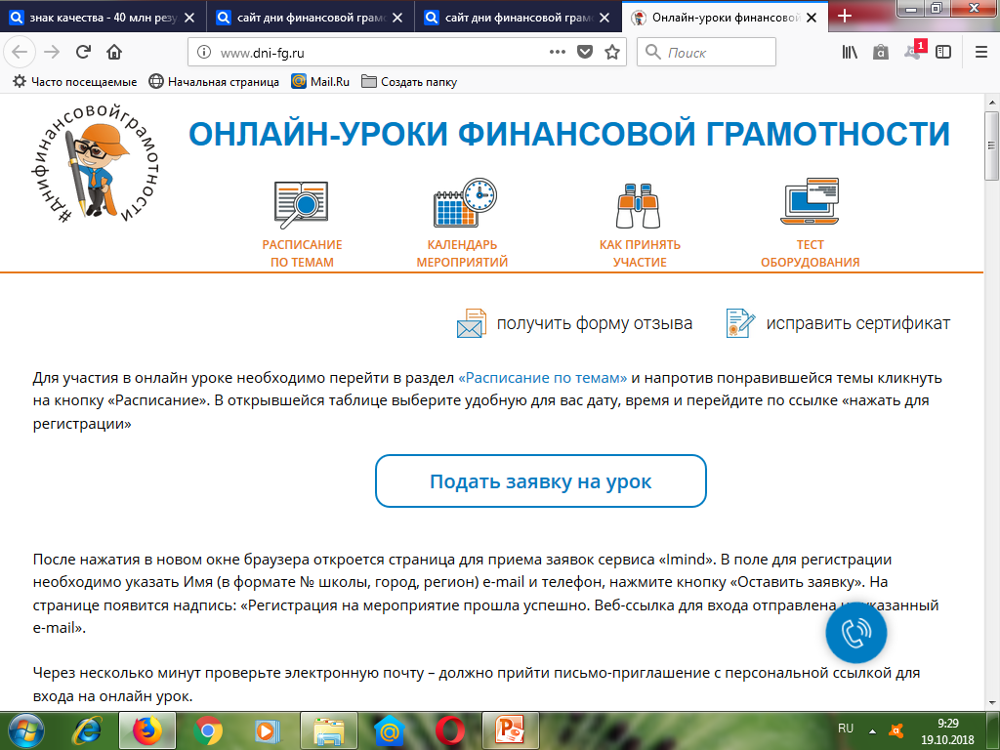 знак качества - 40 млн резу
сайт дни финансовой грам
сайт дни финансовой грам
Онлайн-уроки финансовой
www.dni-fg.ru
Поиск
1
Часто посещаемые
Начальная страница
Mail.Ru
Создать папку
#днифинансовойграмотности
ОНЛАЙН-УРОКИ ФИНАНСОВОЙ ГРАМОТНОСТИ
РАСПИСАНИЕ
ПО ТЕМАМ
КАЛЕНДАРЬ
МЕРОПРИЯТИЙ
КАК ПРИНЯТЬ
УЧАСТИЕ
ТЕСТ
ОБОРУДОВАНИЯ
получить форму отзыва
исправить сертификат
Для участия в онлайн уроке необходимо перейти в раздел «Расписание по темам» и напротив понравившейся темы кликнуть
на кнопку «Расписание». В открывшейся таблице выберите удобную для вас дату, время и перейдите по ссылке «нажать для
регистрации»
Подать заявку на урок
После нажатия в новом окне браузера откроется страница для приема заявок сервиса «Imind». В поле для регистрации
необходимо указать Имя (в формате № школы, город, регион) e-mail и телефон, нажмите кнопку «Оставить заявку». На
странице появится надпись: «Регистрация на мероприятие прошла успешно. Веб-ссылка для входа отправлена указанный
e-mail».
Через несколько минут проверьте электронную почту – должно прийти письмо-приглашение с персональной ссылкой для
входа на онлайн урок.
RU
9:29
19.10.2018